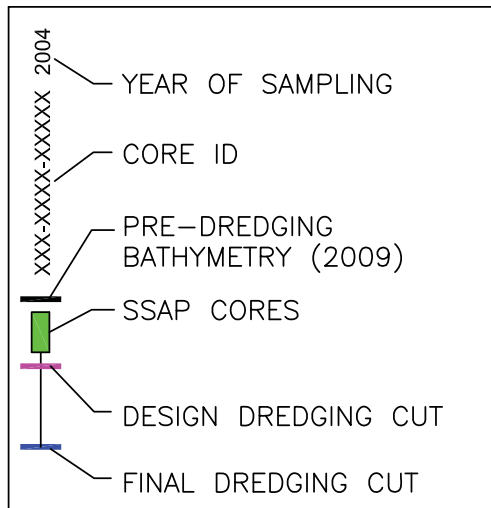 XXX-XXXX-XXXXX 2004
YEAR OF SAMPLING
CORE ID
PRE-DREDGING
BATHYMETRY (2009)
SSAP CORES
DESIGN DREDGING CUT
FINAL DREDGING CUT